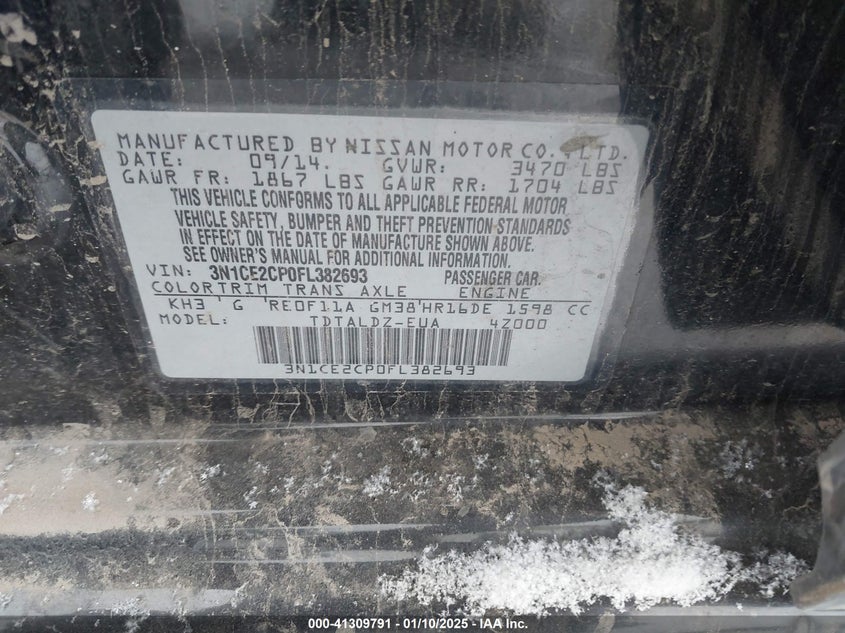 MANUFACTURED BY NISSAN MOTOR CO., LTD.
DATE: 09/14. GVWR: 3470 LBS
GAWR FR: 1867 LBS GAWR RR: 1704 LBS
THIS VEHICLE CONFORMS TO ALL APPLICABLE FEDERAL MOTOR
VEHICLE SAFETY, BUMPER AND THEFT PREVENTION STANDARDS
IN EFFECT ON THE DATE OF MANUFACTURE SHOWN ABOVE.
SEE OWNER'S MANUAL FOR ADDITIONAL INFORMATION.
VIN: 3N1CE2CP0FL382693 PASSENGER CAR.
COLOR TRIM TRANS AXLE ENGINE
KH3 ' G 'RE0F11A GM38'HR16DE 1598 CC
MODEL: TDTALDZ-EUA 4Z000
3N1CE2CP0FL382693
000-41309791 - 01/10/2025 - IAA Inc.